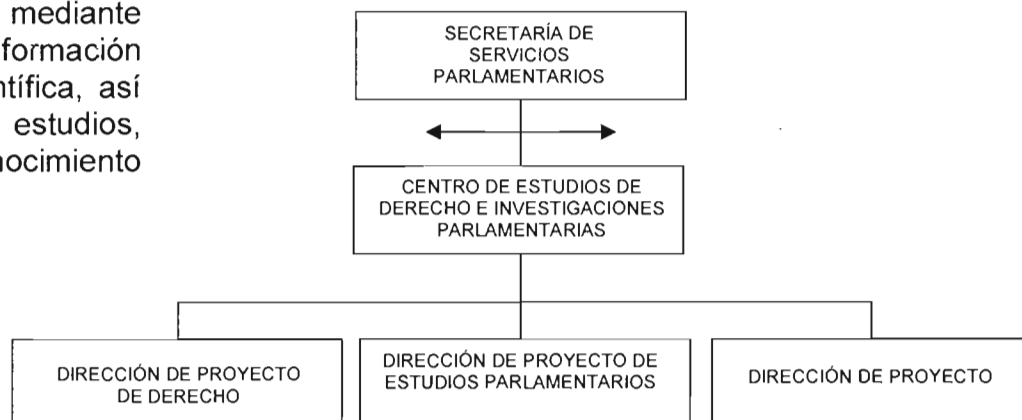 mediante
formación
ntífica, así
estudios,
nocimiento
SECRETARÍA DE
SERVICIOS
PARLAMENTARIOS
CENTRO DE ESTUDIOS DE
DERECHO E INVESTIGACIONES
PARLAMENTARIAS
DIRECCIÓN DE PROYECTO
DE DERECHO
DIRECCIÓN DE PROYECTO DE
ESTUDIOS PARLAMENTARIOS
DIRECCIÓN DE PROYECTO